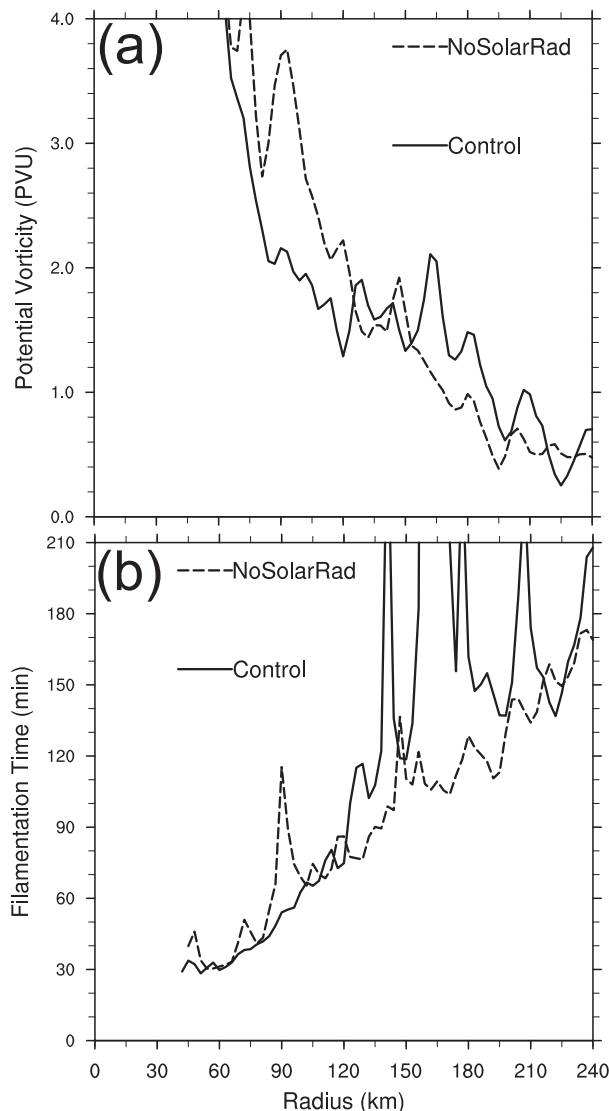 (a)
NoSolarRad
Control
Potential Vorticity (PVU)
4.0
3.0
2.0
1.0
0.0
(b)
NoSolarRad
Control
Filamentation Time (min)
210
180
150
120
90
60
30
0
0 30 60 90 120 150 180 210 240
Radius (km)